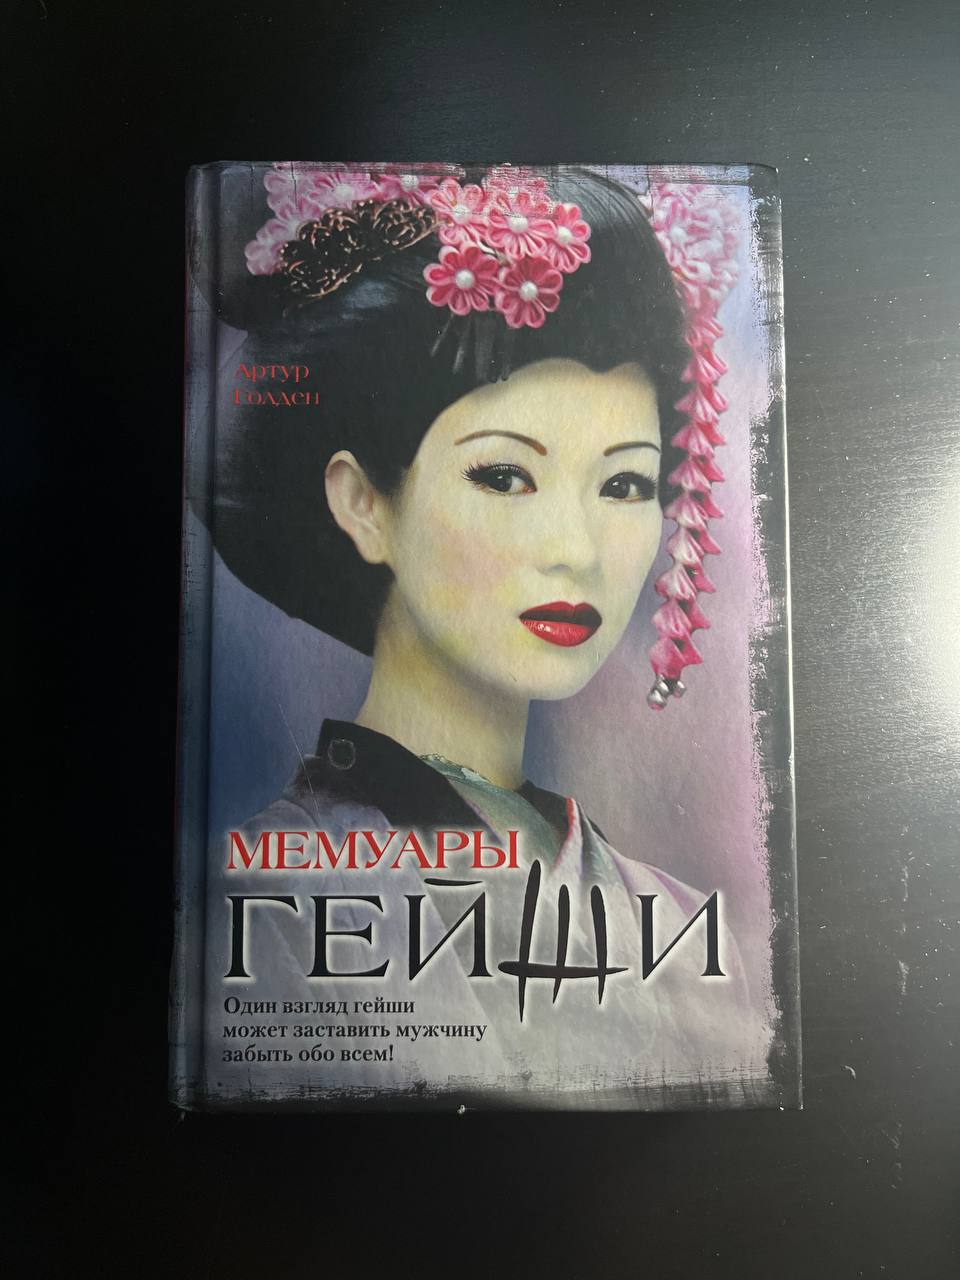 Артур
Голден
МЕМУАРЫ
ГЕЙШИ
Один взгляд гейши
может заставить мужчину
забыть обо всем!